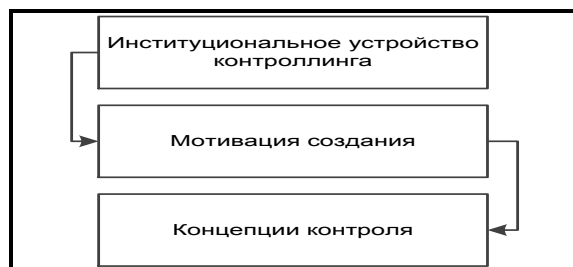 Институциональное устройство
контроллинга
Мотивация создания
Концепции контроля